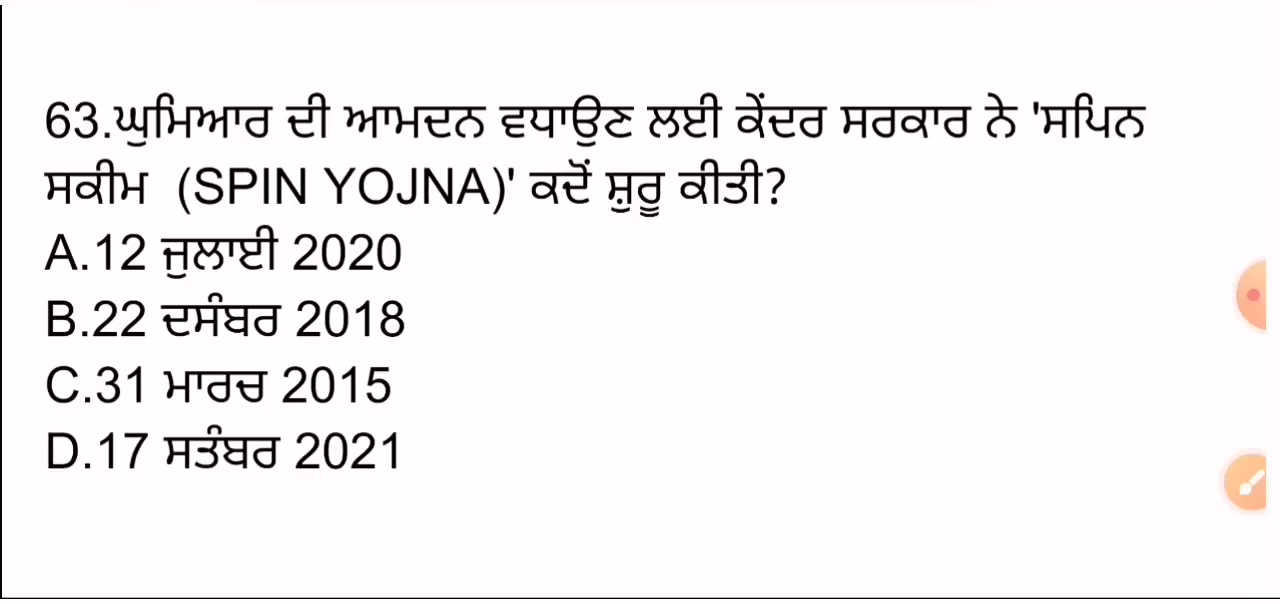 63.ਘੁਮਿਆਰ ਦੀ ਆਮਦਨ ਵਧਾਉਣ ਲਈ ਕੇਂਦਰ ਸਰਕਾਰ ਨੇ 'ਸਪਿਨ
ਸਕੀਮ (SPIN YOJNA)' ਕਦੋਂ ਸ਼ੁਰੂ ਕੀਤੀ?
A.12 ਜੁਲਾਈ 2020
B.22 ਦਸੰਬਰ 2018
C.31 ਮਾਰਚ 2015
D.17 ਸਤੰਬਰ 2021